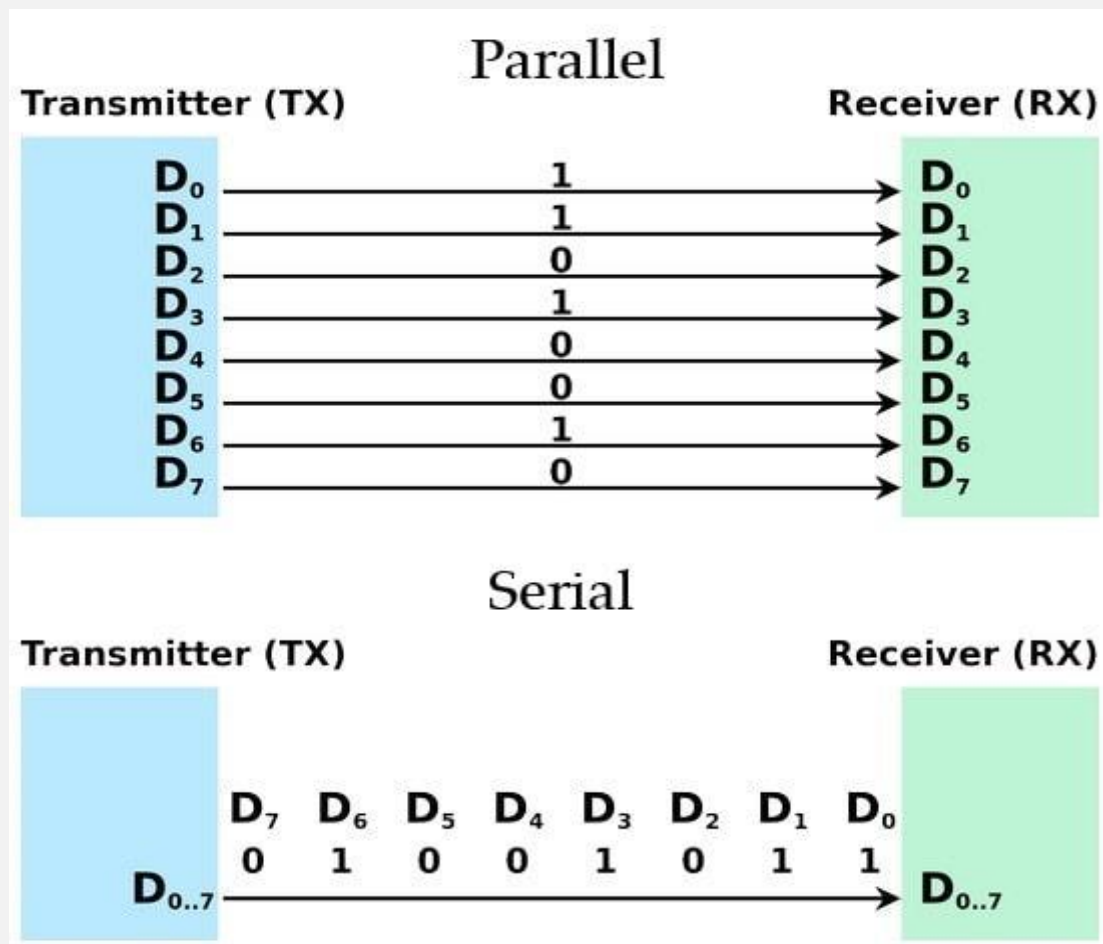 Parallel
Transmitter (TX) Receiver (RX)
D₀ 1 D₀
D₁ 1 D₁
D₂ 0 D₂
D₃ 1 D₃
D₄ 0 D₄
D₅ 0 D₅
D₆ 1 D₆
D₇ 0 D₇
Serial
Transmitter (TX) Receiver (RX)
D₇ D₆ D₅ D₄ D₃ D₂ D₁ D₀
0 1 0 0 1 0 1 1
D₀..₇ D₀..₇